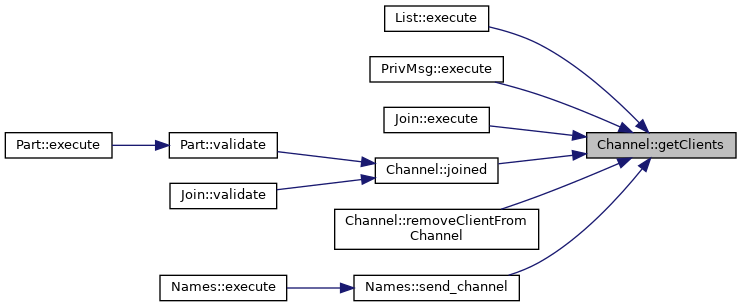 List::execute
PrivMsg::execute
Join::execute
Channel::getClients
Part::execute
Part::validate
Channel::joined
Join::validate
Channel::removeClientFrom
Channel
Names::execute
Names::send_channel